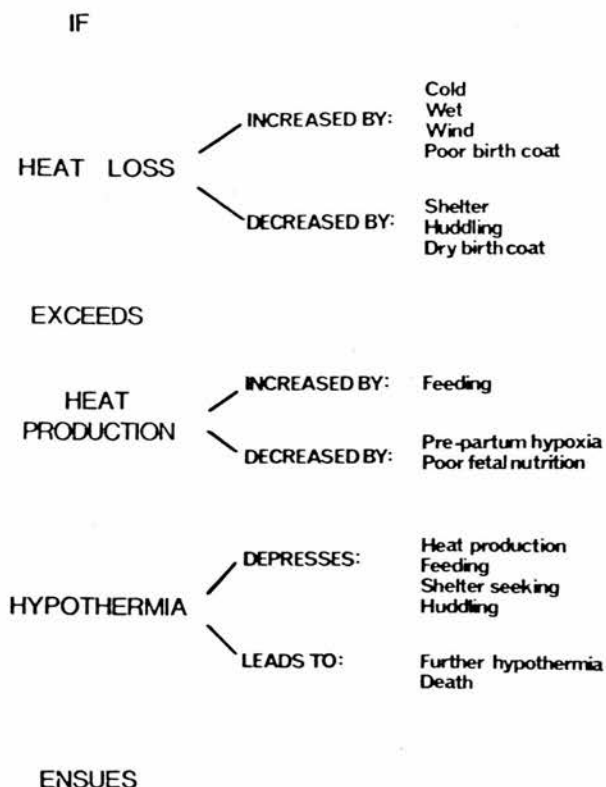 IF
HEAT LOSS
INCREASED BY:
Cold
Wet
Wind
Poor birth coat
DECREASED BY:
Shelter
Huddling
Dry birth coat
EXCEEDS
HEAT
PRODUCTION
INCREASED BY:
Feeding
DECREASED BY:
Pre-partum hypoxia
Poor fetal nutrition
HYPOTHERMIA
DEPRESSES:
Heat production
Feeding
Shelter seeking
Huddling
LEADS TO:
Further hypothermia
Death
ENSUES